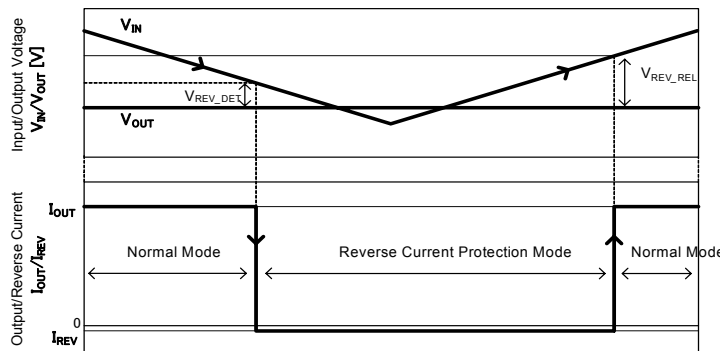 Input/Output Voltage
VIN/VOUT [V]
VIN
VREV_DET
VREV_REL
VOUT
Output/Reverse Current
IOUT/IREV
IOUT
Normal Mode
Reverse Current Protection Mode
Normal Mode
0
IREV